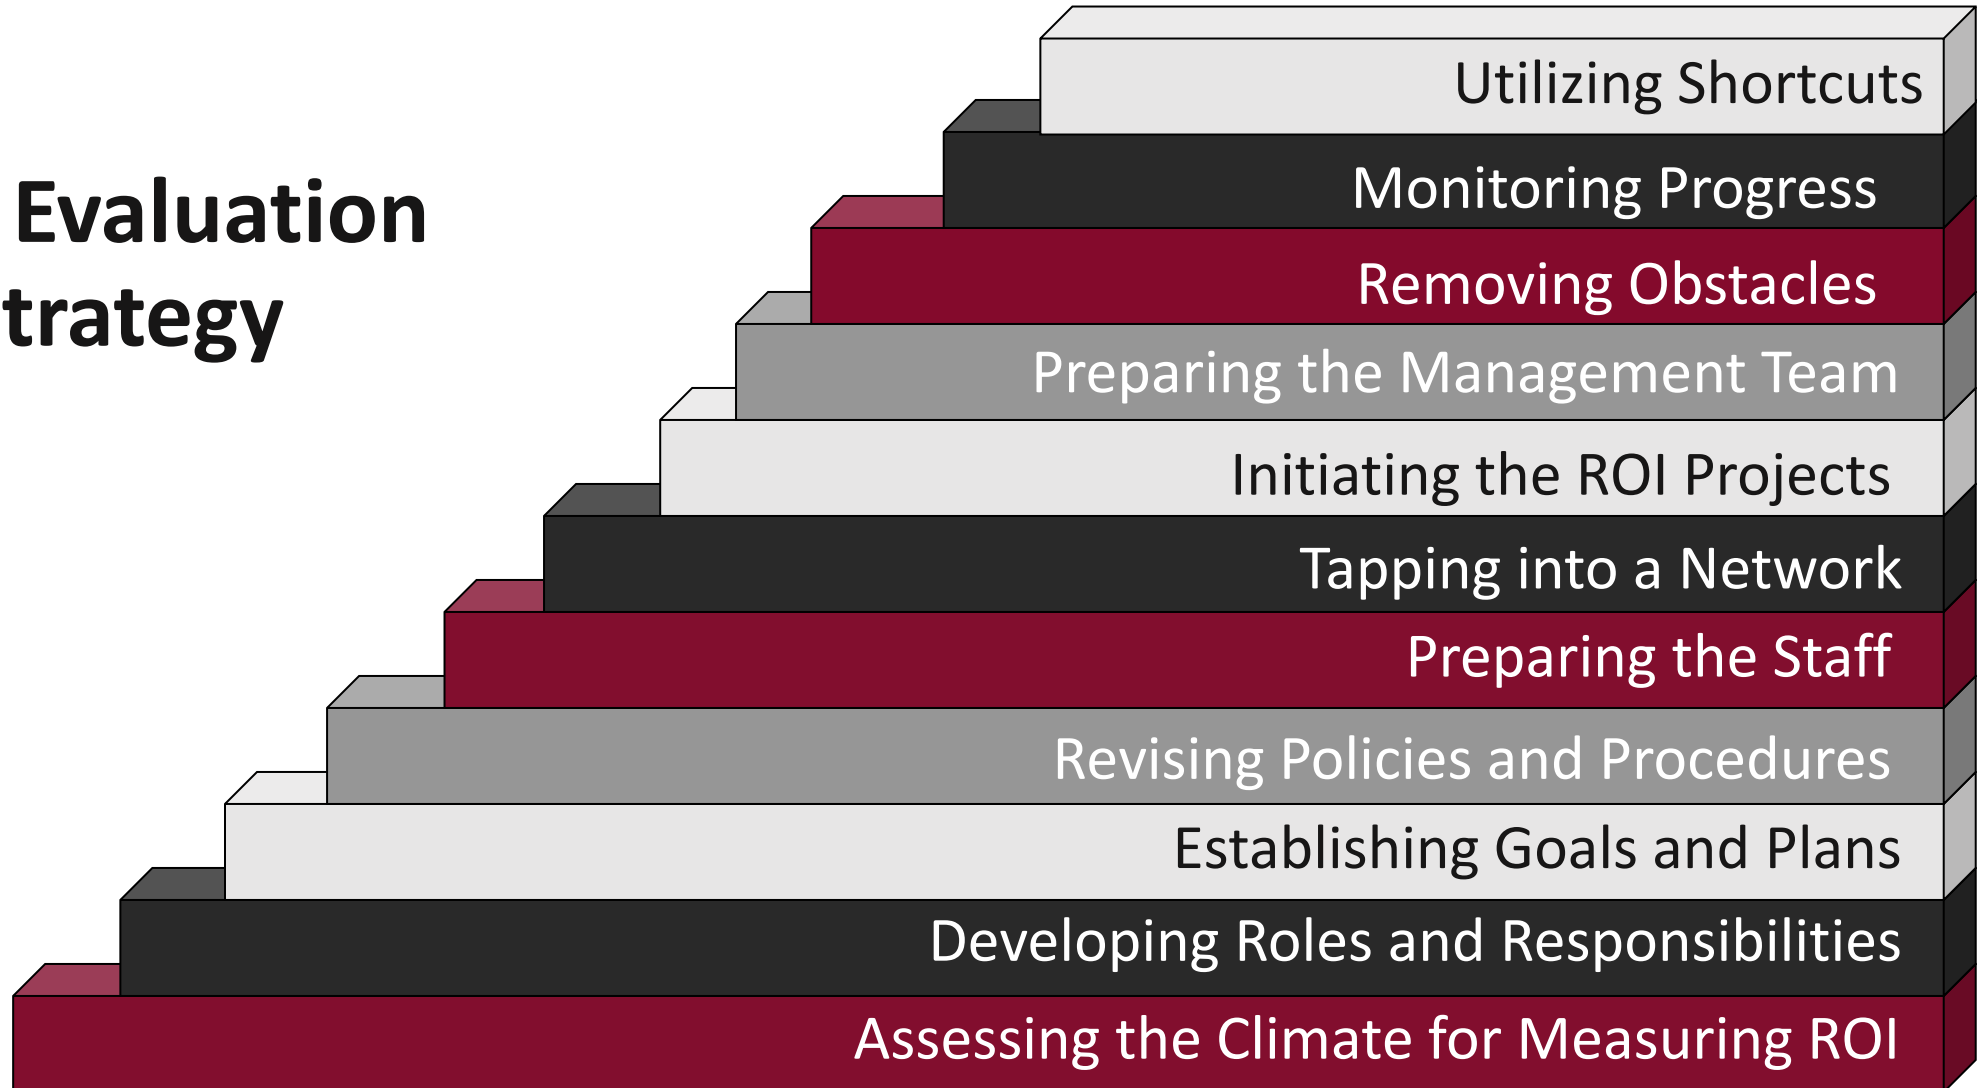 Evaluation
trategy
Utilizing Shortcuts
Monitoring Progress
Removing Obstacles
Preparing the Management Team
Initiating the ROI Projects
Tapping into a Network
Preparing the Staff
Revising Policies and Procedures
Establishing Goals and Plans
Developing Roles and Responsibilities
Assessing the Climate for Measuring ROI